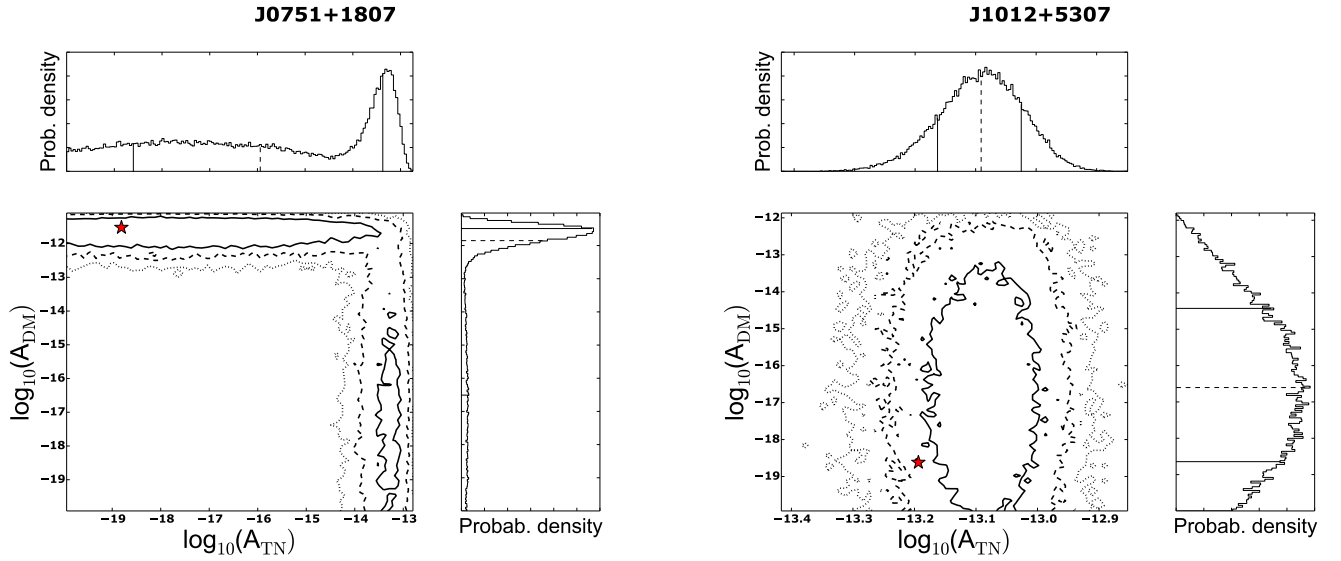 J0751+1807
J1012+5307
Prob. density
Prob. density
−12
−13
−14
−15
−16
−17
−18
−19
log10(ADM)
−19 −18 −17 −16 −15 −14 −13
log10(ATN)
Probab. density
−12
−13
−14
−15
−16
−17
−18
−19
log10(ADM)
−13.4 −13.3 −13.2 −13.1 −13.0 −12.9
log10(ATN)
Probab. density